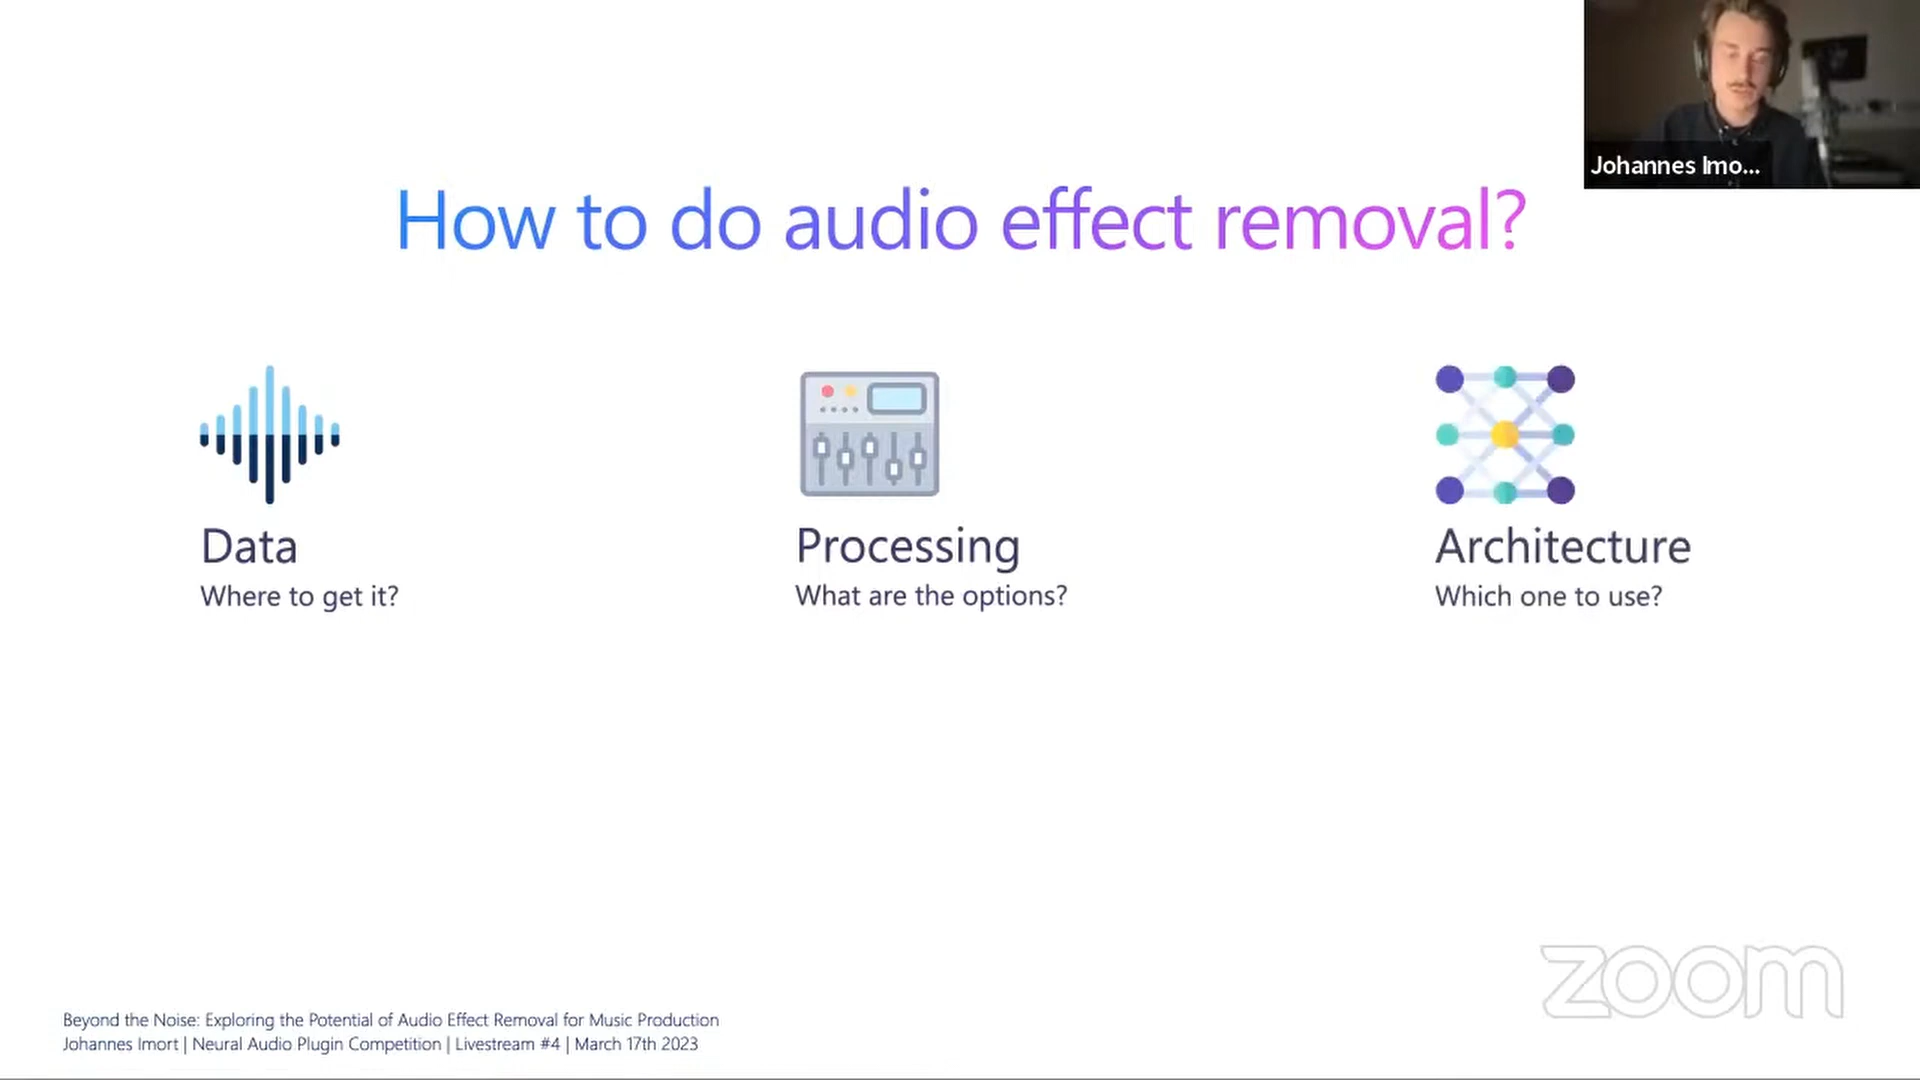 Johannes Imo...
How to do audio effect removal?
Data
Where to get it?
Processing
What are the options?
Architecture
Which one to use?
zoom
Beyond the Noise: Exploring the Potential of Audio Effect Removal for Music Production
Johannes Imort | Neural Audio Plugin Competition | Livestream #4 | March 17th 2023